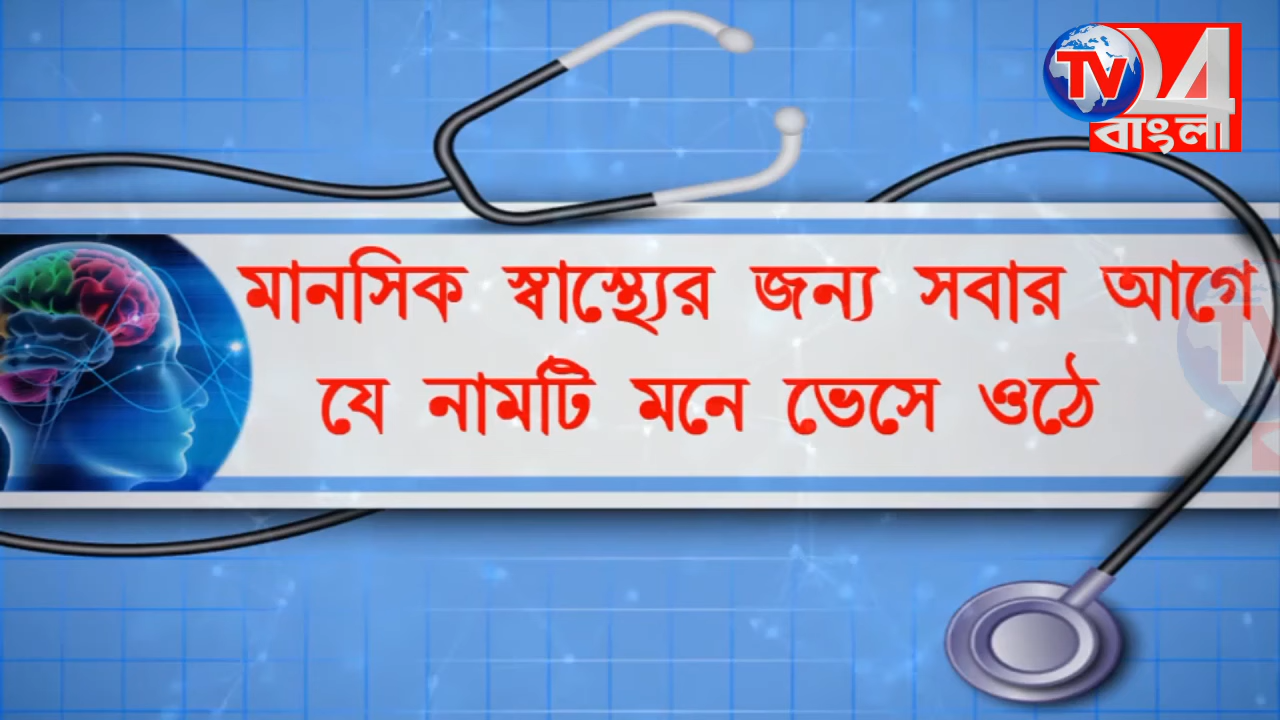 TV 24
বাংলা
মানসিক স্বাস্থ্যের জন্য সবার আগে
যে নামটি মনে ভেসে ওঠে